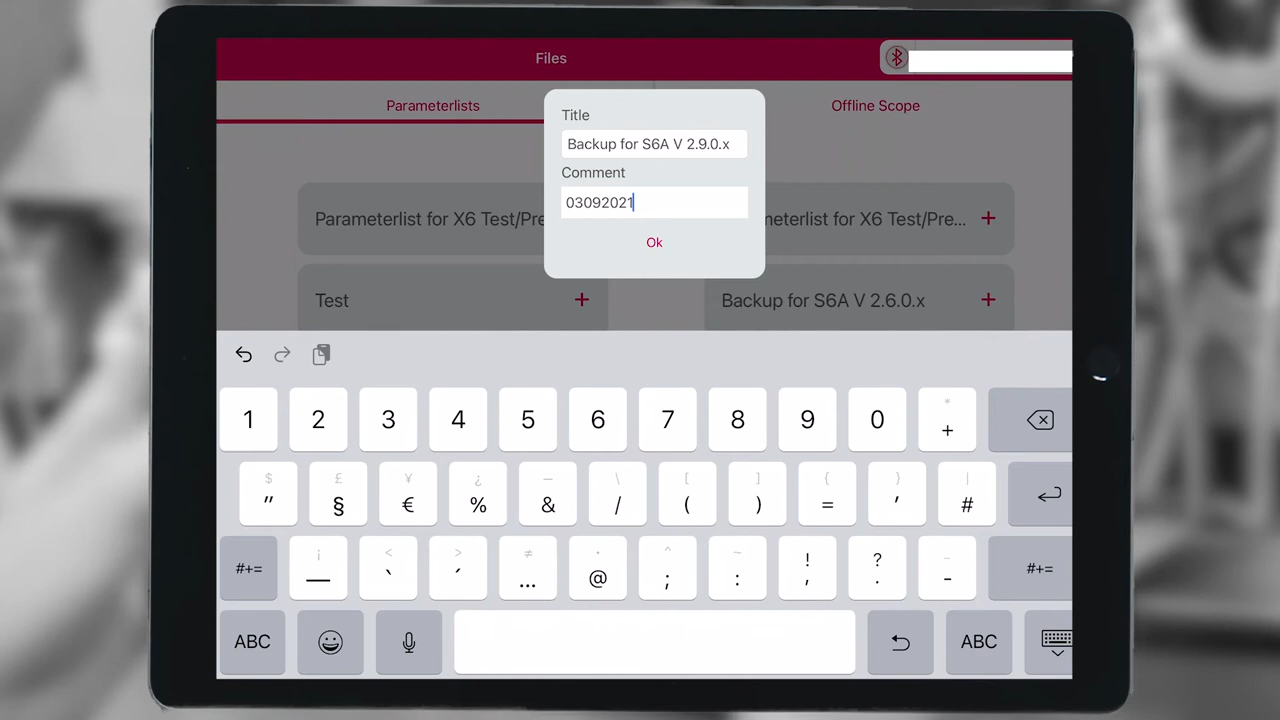 Files
Parameterlists
Offline Scope
Title
Backup for S6A V 2.9.0.x
Comment
03092021
Ok
Parameterlist for X6 Test/Pre
meterlist for X6 Test/Pre...
+
Test
+
Backup for S6A V 2.6.0.x
+
1 2 3 4 5 6 7 8 9 0 * +
$ " £ § ¥ € ¿ % — & \ / [ ( ] ) { = } ' | #
#+= ¡ — < ` > ´ ≠ ... · @ ^ ; ~ : ! , ? . – - #+=
ABC
ABC